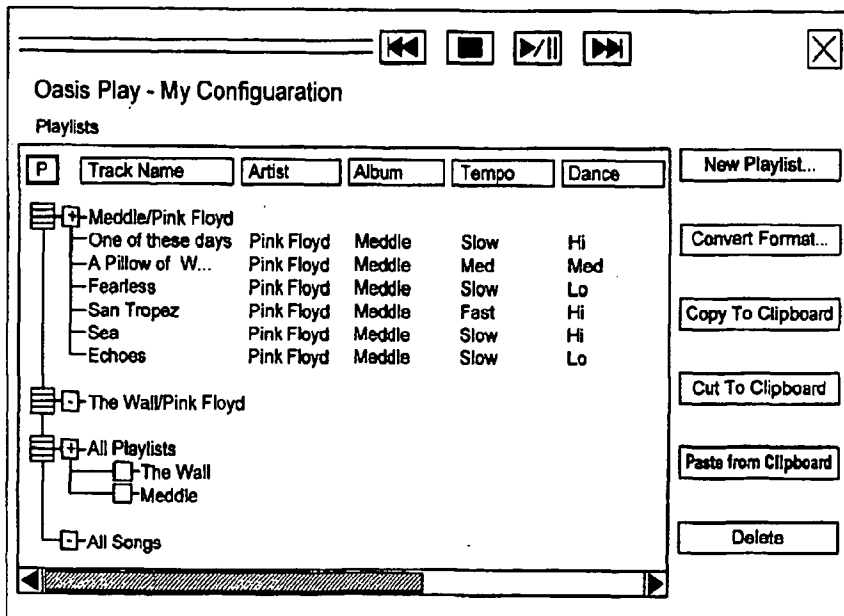 Oasis Play - My Configuaration
Playlists
P Track Name Artist Album Tempo Dance
+ Meddle/Pink Floyd
One of these days Pink Floyd Meddle Slow Hi
A Pillow of W... Pink Floyd Meddle Med Med
Fearless Pink Floyd Meddle Slow Lo
San Tropez Pink Floyd Meddle Fast Hi
Sea Pink Floyd Meddle Slow Hi
Echoes Pink Floyd Meddle Slow Lo
- The Wall/Pink Floyd
+ All Playlists
The Wall
Meddle
- All Songs
New Playlist...
Convert Format...
Copy To Clipboard
Cut To Clipboard
Paste from Clipboard
Delete